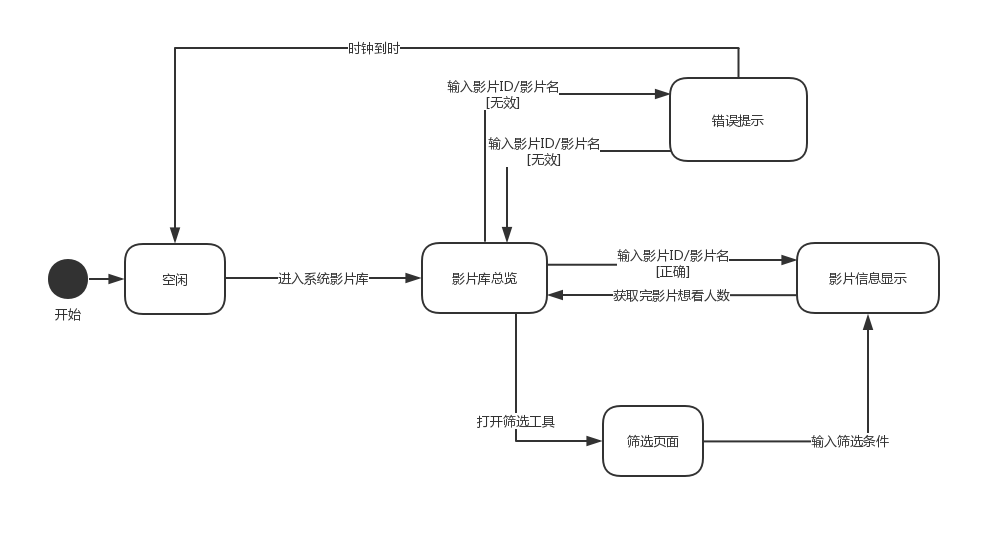 时钟到时
输入影片ID/影片名
[无效]
错误提示
输入影片ID/影片名
[无效]
开始
空闲
进入系统影片库
影片库总览
输入影片ID/影片名
[正确]
获取完影片想看人数
影片信息显示
打开筛选工具
筛选页面
输入筛选条件